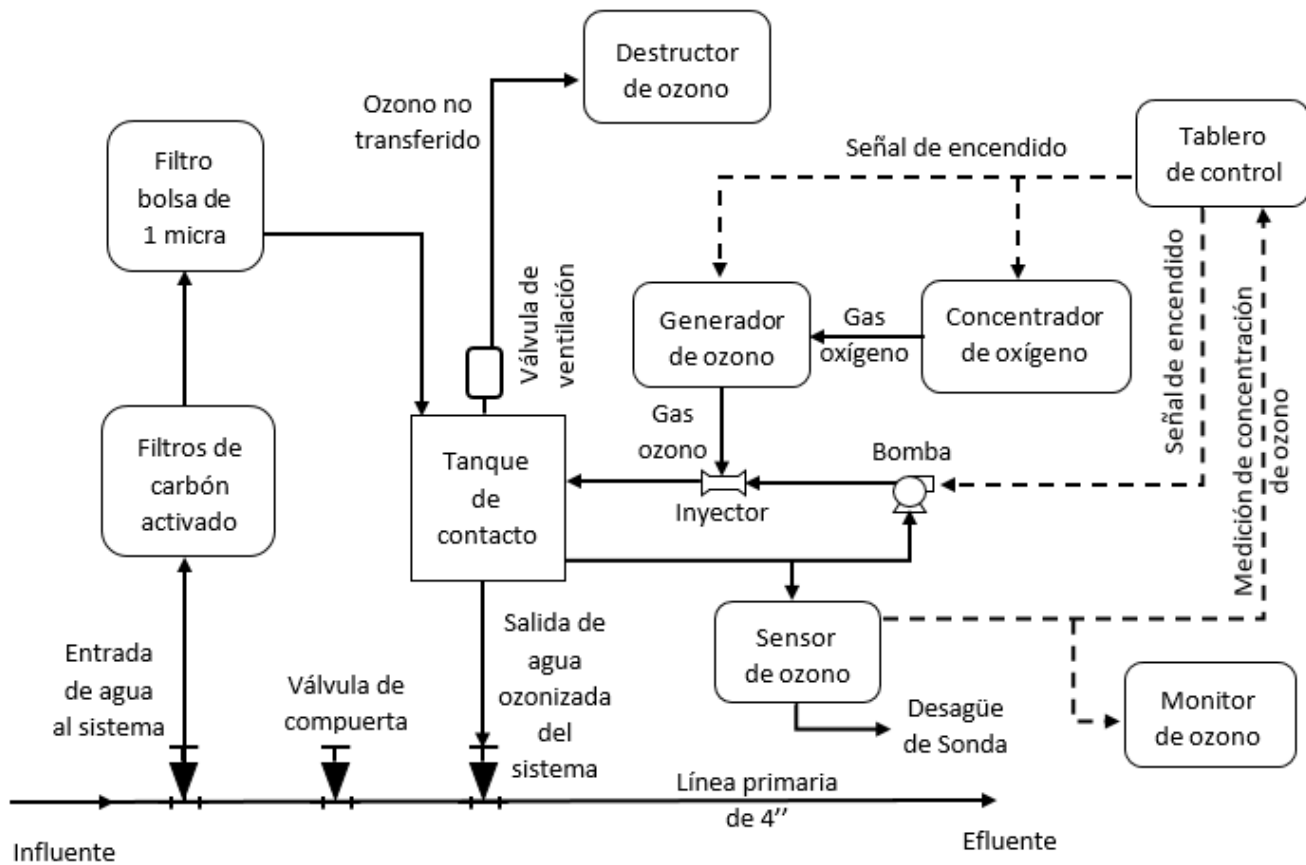 Destructor
de ozono
Ozono no
transferido
Tablero
de control
Señal de encendido
Filtro
bolsa de
1 micra
Válvula de
ventilación
Señal de encendido
Medición de concentración
de ozono
Generador
de ozono
Gas
oxígeno
Concentrador
de oxígeno
Gas
ozono
Bomba
Inyector
Filtros de
carbón
activado
Tanque
de
contacto
Entrada
de agua
al sistema
Válvula de
compuerta
Salida de
agua
ozonizada
del
sistema
Sensor
de ozono
Desagüe
de Sonda
Monitor
de ozono
Línea primaria
de 4’’
Influente
Efluente